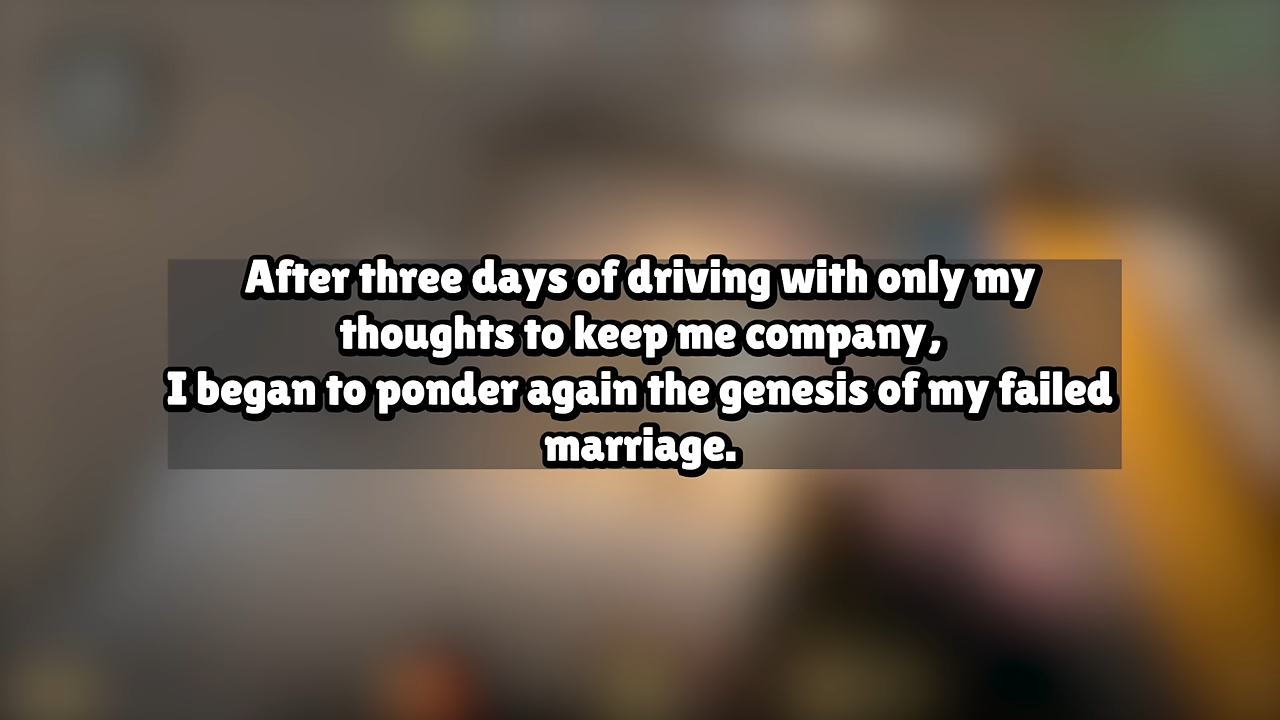 After three days of driving with only my
thoughts to keep me company,
I began to ponder again the genesis of my failed
marriage.